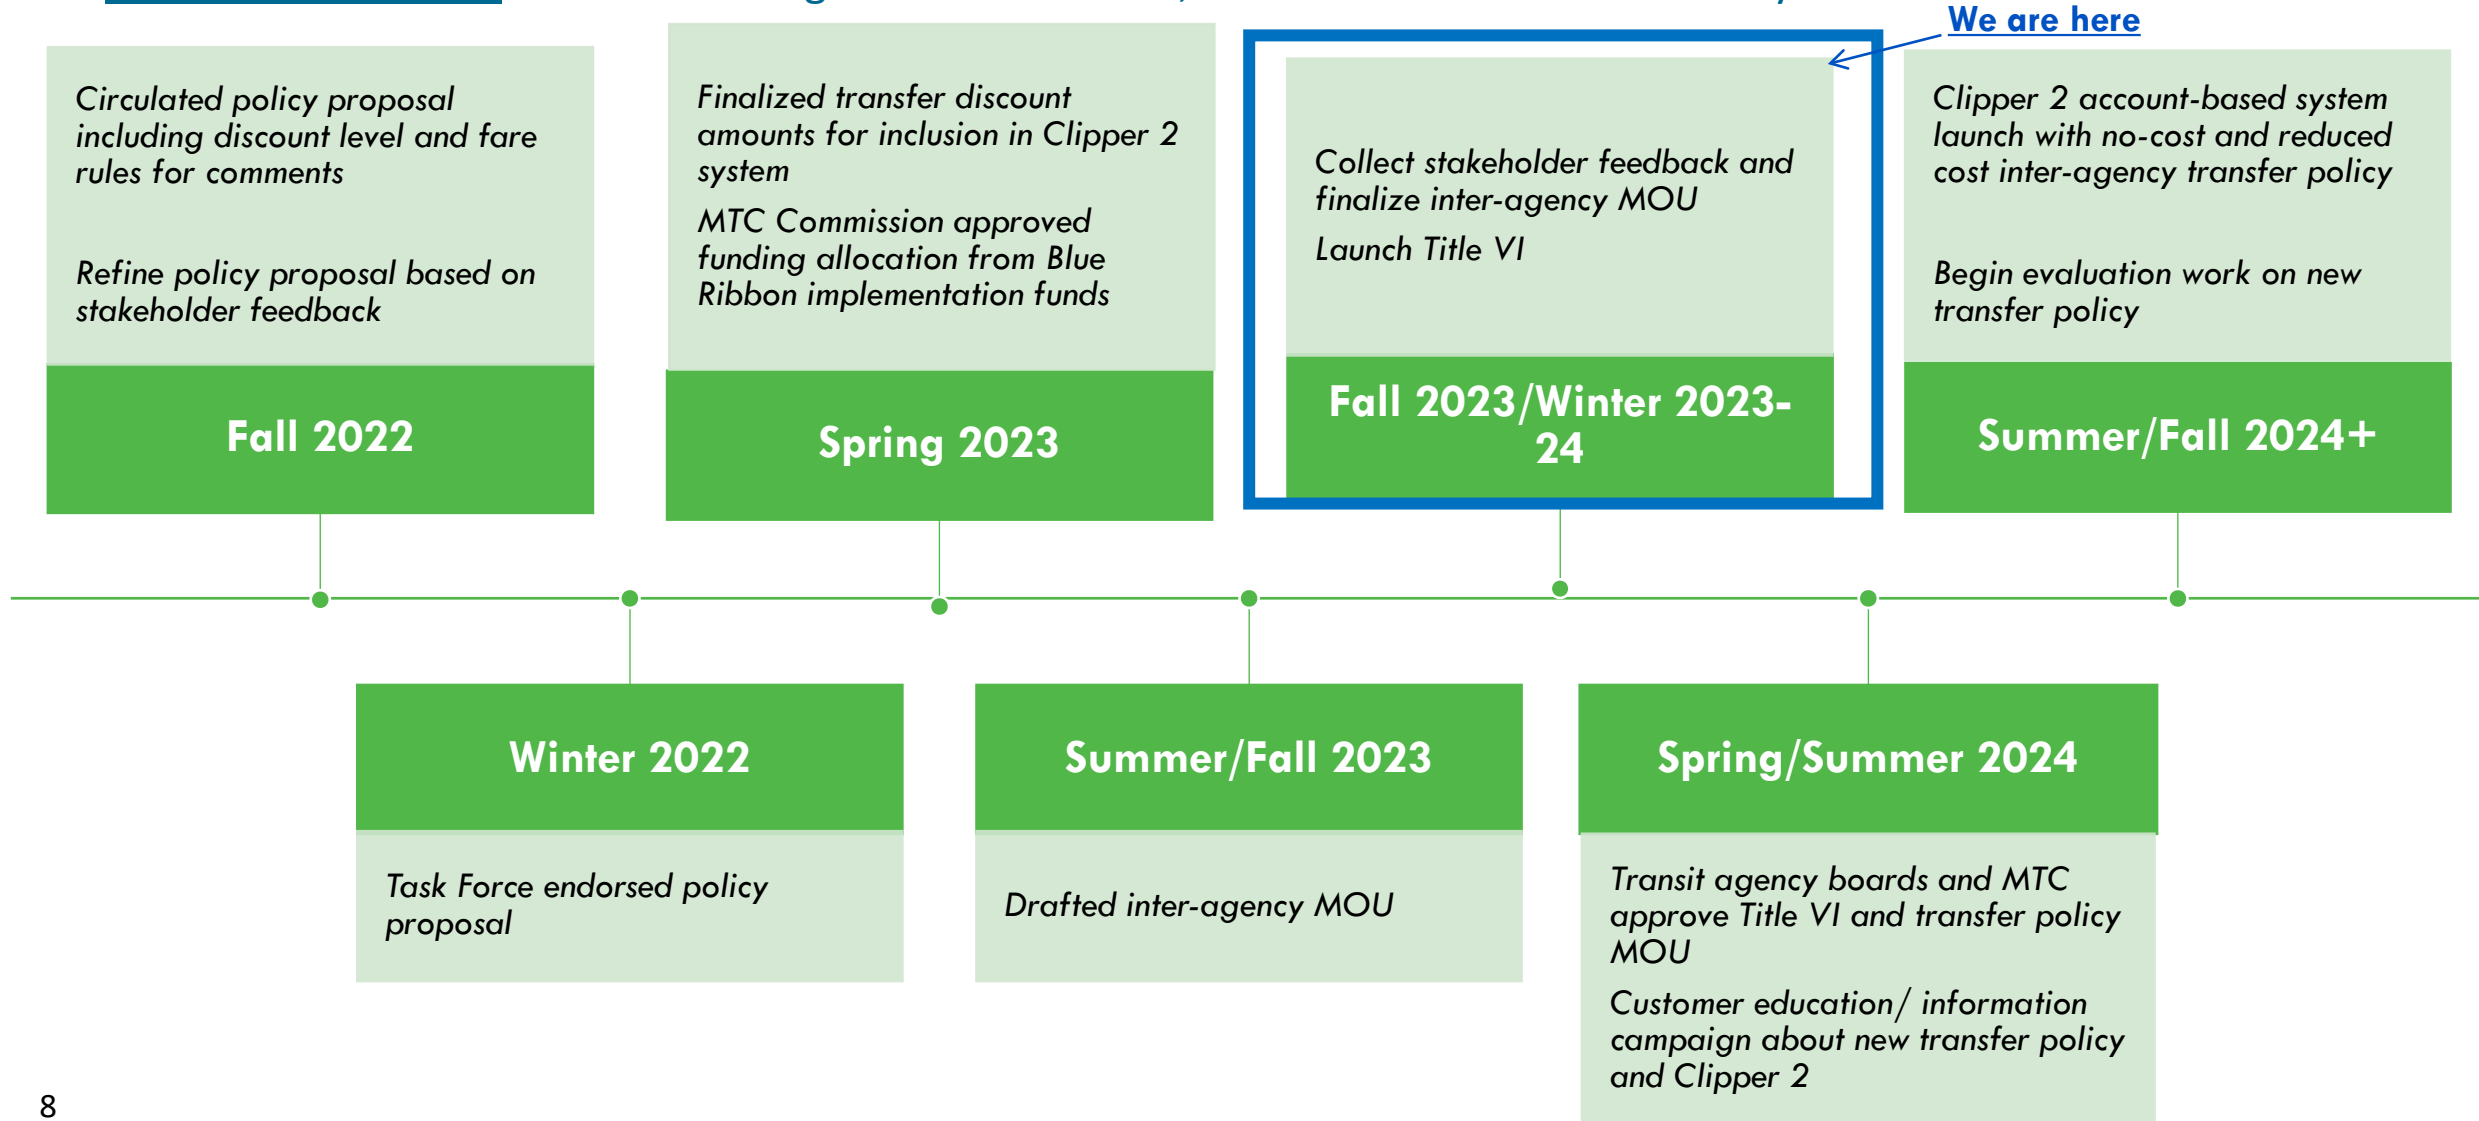 We are here
Circulated policy proposal
including discount level and fare
rules for comments
Refine policy proposal based on
stakeholder feedback
Fall 2022
Finalized transfer discount
amounts for inclusion in Clipper 2
system
MTC Commission approved
funding allocation from Blue
Ribbon implementation funds
Spring 2023
Collect stakeholder feedback and
finalize inter-agency MOU
Launch Title VI
Fall 2023/Winter 2023-
24
Clipper 2 account-based system
launch with no-cost and reduced
cost inter-agency transfer policy
Begin evaluation work on new
transfer policy
Summer/Fall 2024+
Winter 2022
Task Force endorsed policy
proposal
Summer/Fall 2023
Drafted inter-agency MOU
Spring/Summer 2024
Transit agency boards and MTC
approve Title VI and transfer policy
MOU
Customer education/ information
campaign about new transfer policy
and Clipper 2
8